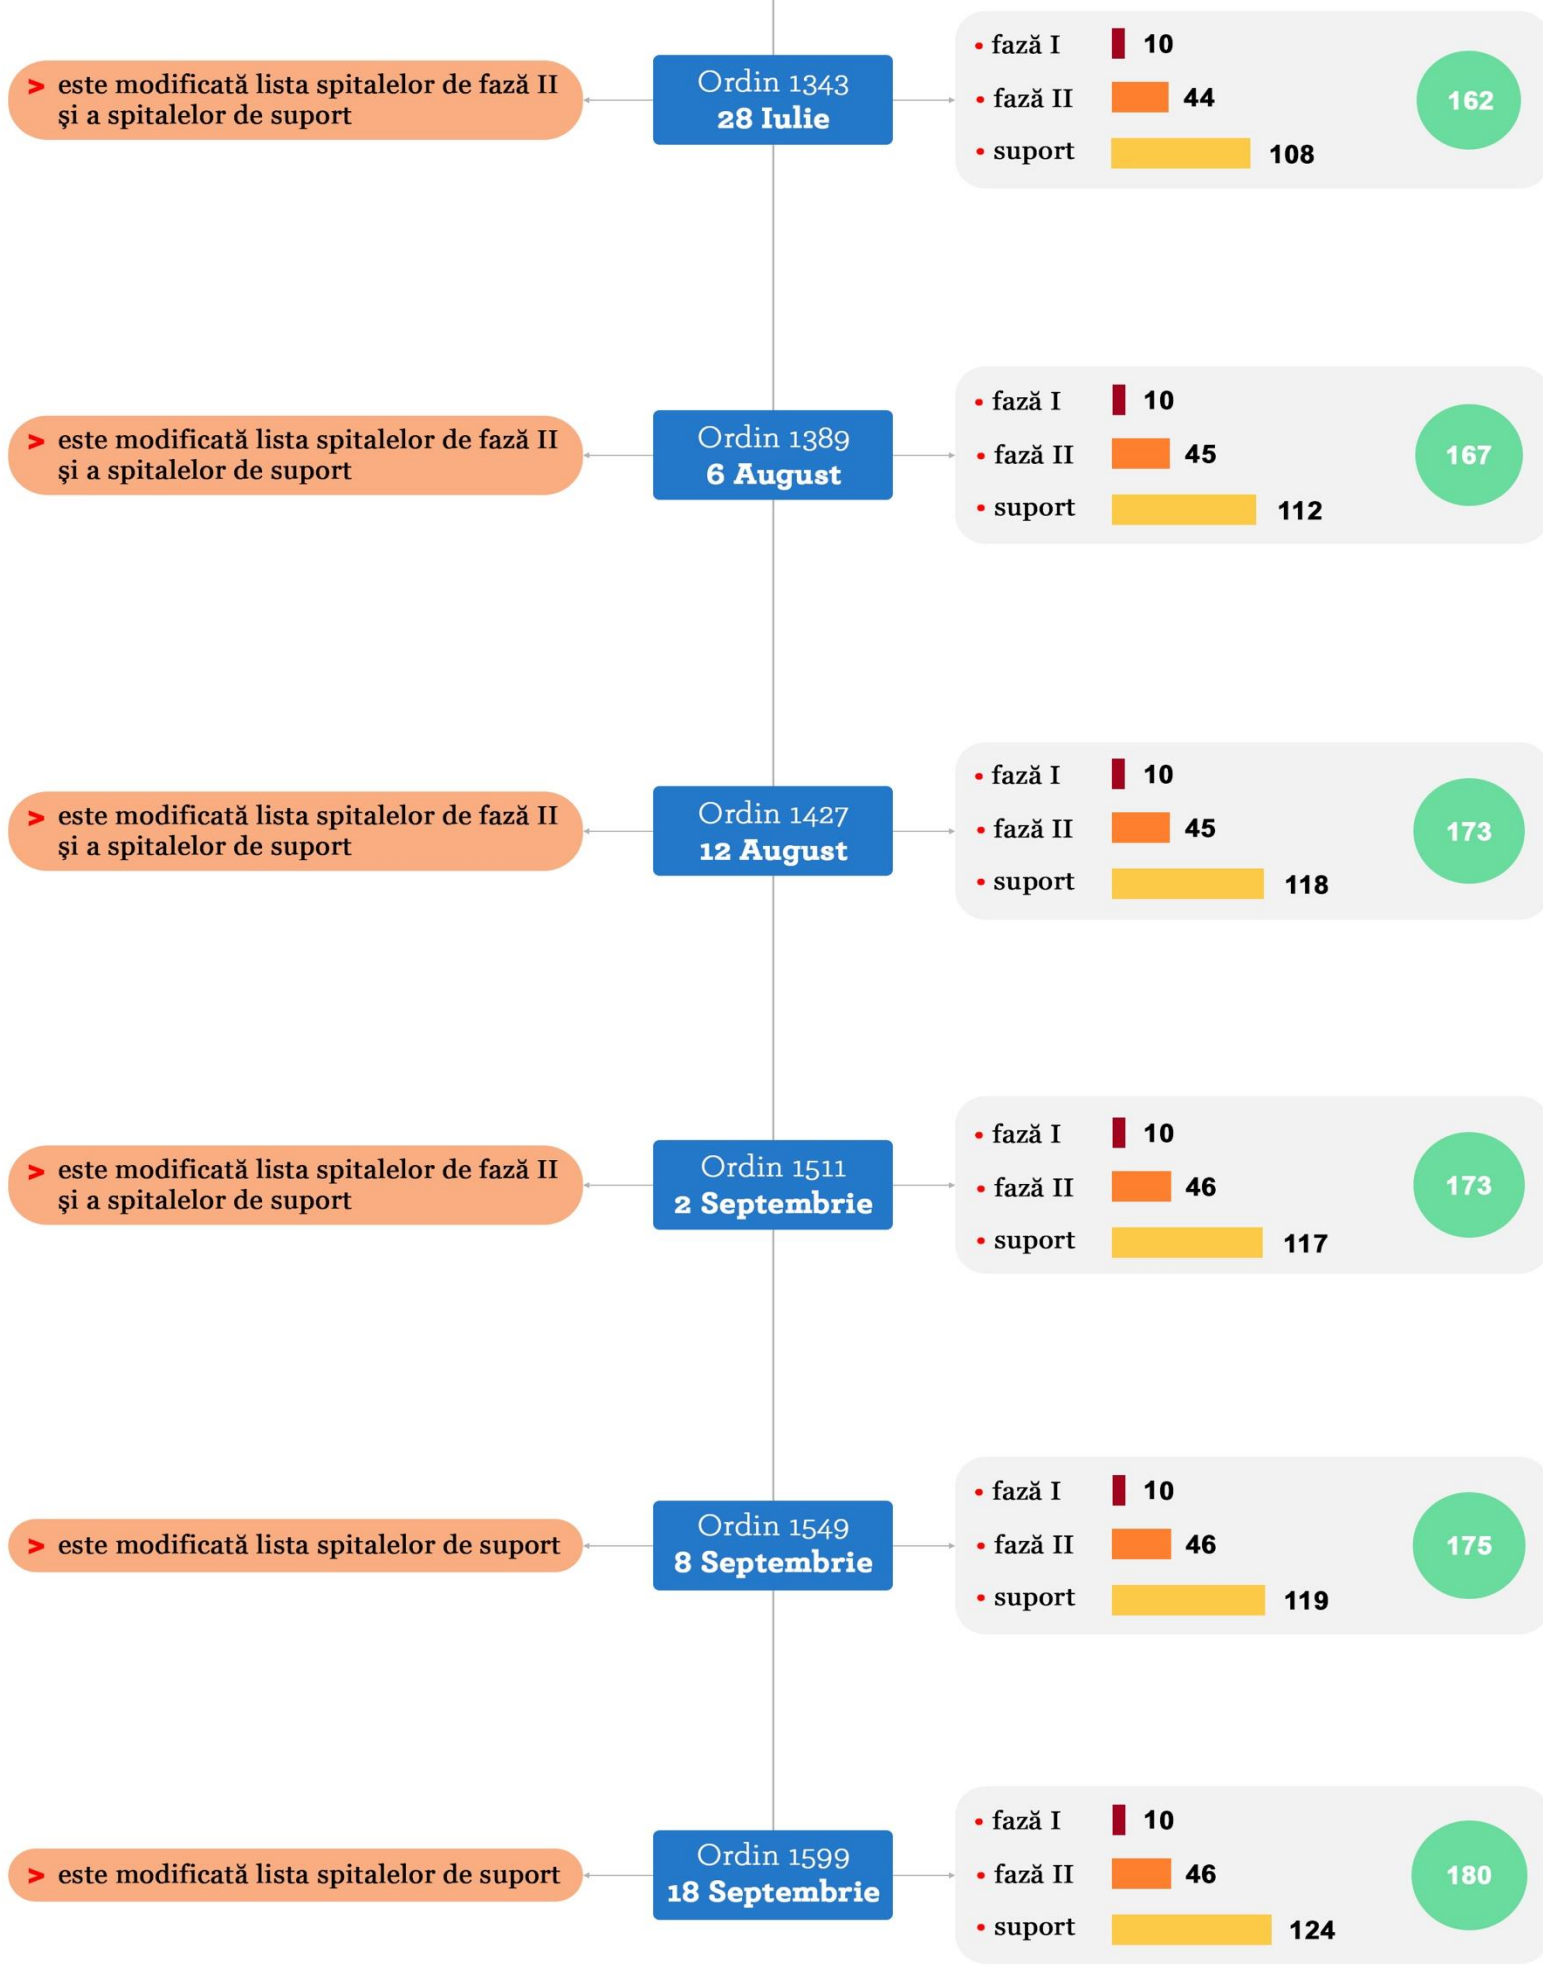 > este modificată lista spitalelor de fază II
și a spitalelor de suport
Ordin 1343
28 Iulie
• fază I 10
• fază II 44
• suport 108
162
> este modificată lista spitalelor de fază II
și a spitalelor de suport
Ordin 1389
6 August
• fază I 10
• fază II 45
• suport 112
167
> este modificată lista spitalelor de fază II
și a spitalelor de suport
Ordin 1427
12 August
• fază I 10
• fază II 45
• suport 118
173
> este modificată lista spitalelor de fază II
și a spitalelor de suport
Ordin 1511
2 Septembrie
• fază I 10
• fază II 46
• suport 117
173
> este modificată lista spitalelor de suport
Ordin 1549
8 Septembrie
• fază I 10
• fază II 46
• suport 119
175
> este modificată lista spitalelor de suport
Ordin 1599
18 Septembrie
• fază I 10
• fază II 46
• suport 124
180